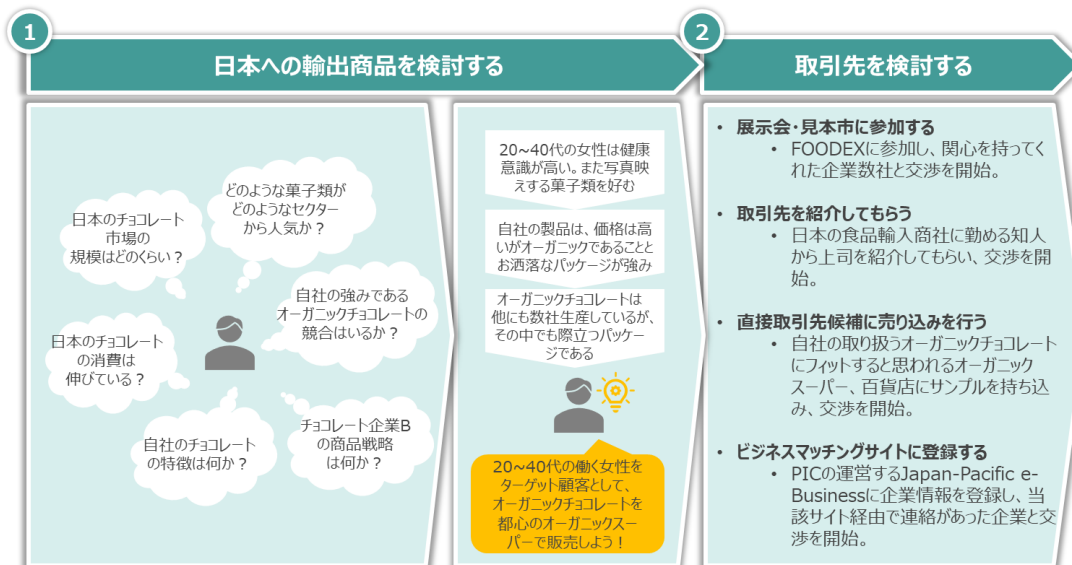 1
日本への輸出商品を検討する
日本のチョコレート
市場の
規模はどのくらい？
どのような菓子類が
どのようなセクター
から人気か？
自社の強みである
オーガニックチョコレートの
競合はいるか？
日本のチョコレート
の消費は
伸びている？
自社のチョコレート
の特徴は何か？
チョコレート企業B
の商品戦略
は何か？
20~40代の女性は健康
意識が高い。また写真映
えする菓子類を好む
自社の製品は、価格は高
いがオーガニックであることと
お洒落なパッケージが強み
オーガニックチョコレートは
他にも数社生産しているが、
その中でも際立つパッケー
ジである
20~40代の働く女性を
ターゲット顧客として、
オーガニックチョコレートを
都心のオーガニックスー
パーで販売しよう！
2
取引先を検討する
• 展示会・見本市に参加する
• FOODEXに参加し、関心を持ってく
れた企業数社と交渉を開始。
• 取引先を紹介してもらう
• 日本の食品輸入商社に勤める知人
から上司を紹介してもらい、交渉を開
始。
• 直接取引先候補に売り込みを行う
• 自社の取り扱うオーガニックチョコレート
にフィットすると思われるオーガニック
スーパー、百貨店にサンプルを持ち込
み、交渉を開始。
• ビジネスマッチングサイトに登録する
• PICの運営するJapan-Pacific e-
Businessに企業情報を登録し、当
該サイト経由で連絡があった企業と交
渉を開始。